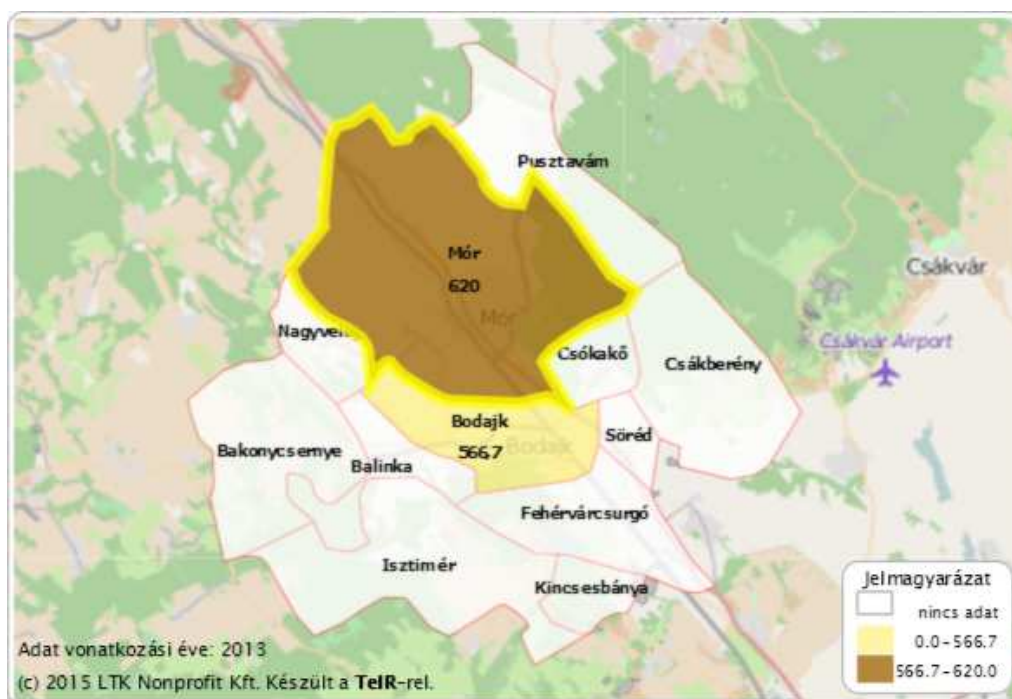 Pusztavám
Mór
620
Mór
Csákvár
Csákvár Airport
Csókakő
Csákberény
Bodajk
566.7
Bodajk
Söréd
Bakonycsernye
Balinka
Fehérvárcsurgó
Isztimér
Kincsesbánya
Jelmagyarázat
nincs adat
0.0-566.7
566.7-620.0
Adat vonatkozási éve: 2013
(c) 2015 LTK Nonprofit Kft. Készült a TeIR-rel.